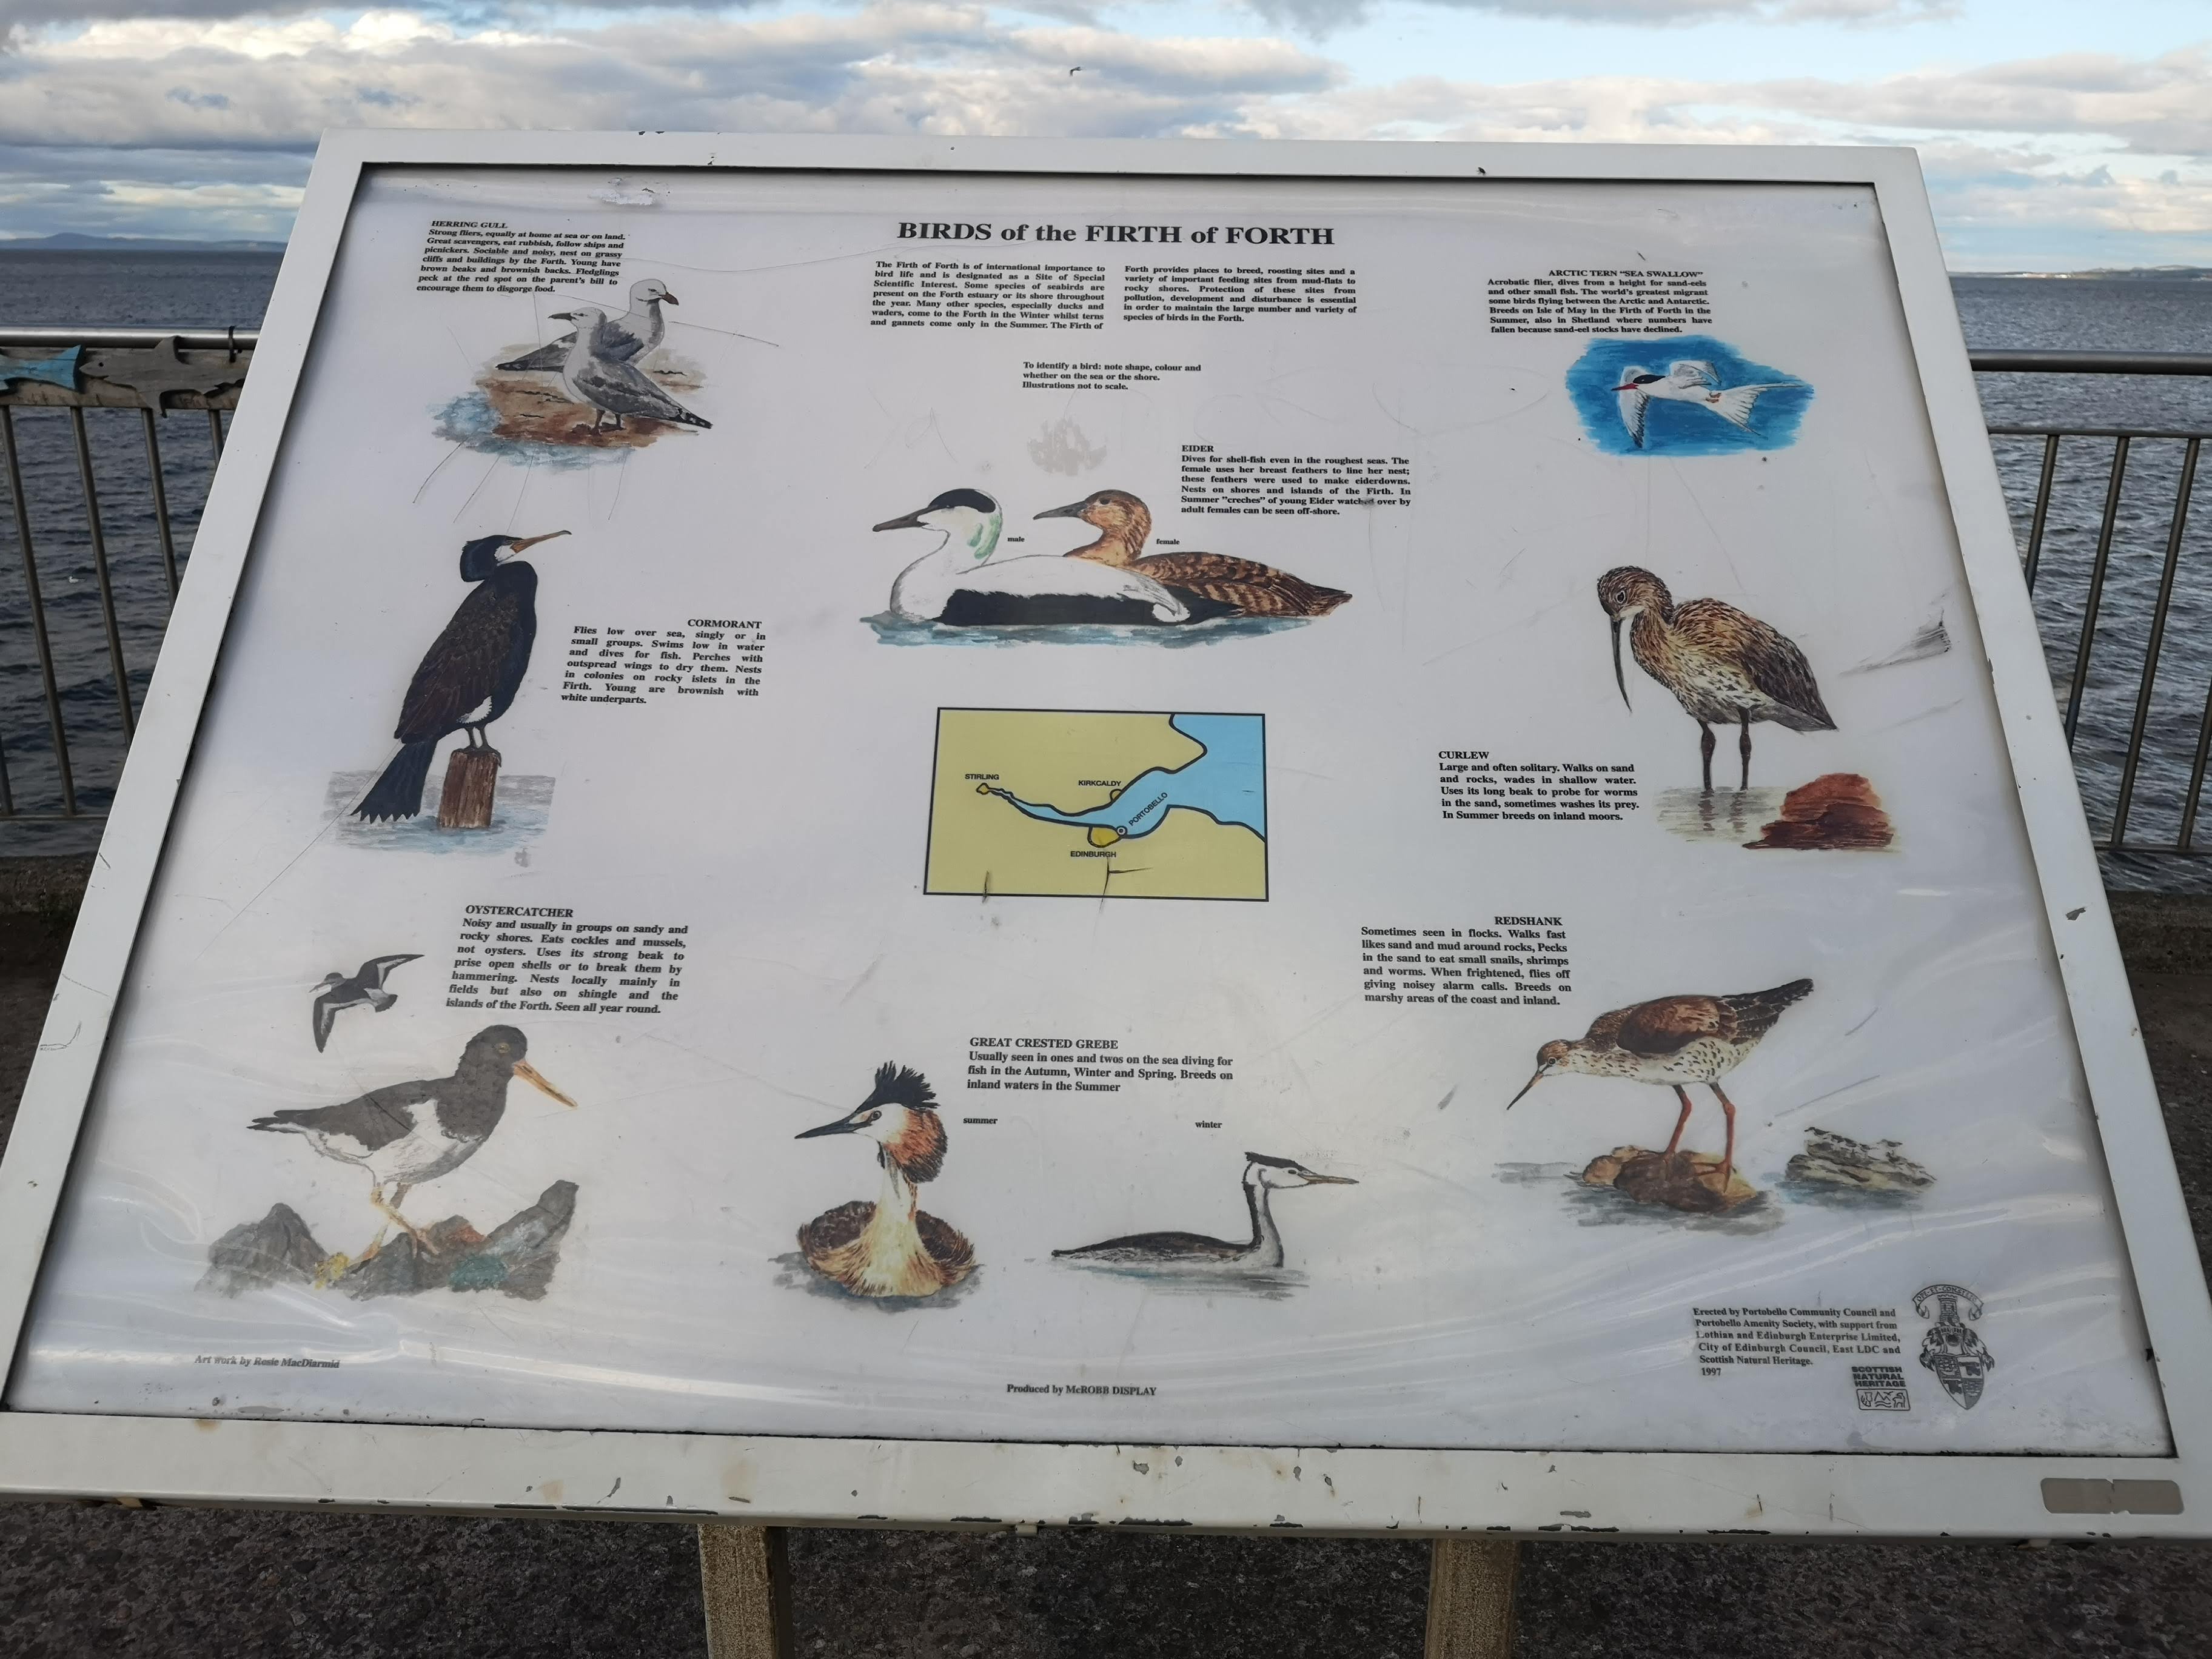 BIRDS of the FIRTH of FORTH
HERRING GULL
Strong fliers, equally at home at sea or on land.
Great scavengers, eat rubbish, follow ships and
picnickers. Sociable and noisy, nest on grassy
cliffs and buildings by the Forth. Young have
brown beaks and brownish backs. Fledglings
peck at the red spot on the parent's bill to
encourage them to disgorge food.
The Firth of Forth is of international importance to
bird life and is designated as a Site of Special
Scientific Interest. Some species of seabirds are
present on the Forth estuary or its shore throughout
the year. Many other species, especially ducks and
waders, come to the Forth in the Winter whilst terns
and gannets come only in the Summer. The Firth of
Forth provides places to breed, roosting sites and a
variety of important feeding sites from mud-flats to
rocky shores. Protection of these sites from
pollution, development and disturbance is essential
in order to maintain the large number and variety of
species of birds in the Forth.
To identify a bird: note shape, colour and
whether on the sea or the shore.
Illustrations not to scale.
ARCTIC TERN "SEA SWALLOW"
Acrobatic flier, dives from a height for sand-eels
and other small fish. The world's greatest migrant
some birds flying between the Arctic and Antarctic.
Breeds on Isle of May in the Firth of Forth in the
Summer, also in Shetland where numbers have
fallen because sand-eel stocks have declined.
EIDER
Dives for shell-fish even in the roughest seas. The
female uses her breast feathers to line her nest;
these feathers were used to make eiderdowns.
Nests on shores and islands of the Firth. In
Summer "creches" of young Eider watched over by
adult females can be seen off-shore.
male
female
CORMORANT
Flies low over sea, singly or in
small groups. Swims low in water
and dives for fish. Perches with
outspread wings to dry them. Nests
in colonies on rocky islets in the
Firth. Young are brownish with
white underparts.
STIRLING
KIRKCALDY
PORTOBELLO
EDINBURGH
CURLEW
Large and often solitary. Walks on sand
and rocks, wades in shallow water.
Uses its long beak to probe for worms
in the sand, sometimes washes its prey.
In Summer breeds on inland moors.
OYSTERCATCHER
Noisy and usually in groups on sandy and
rocky shores. Eats cockles and mussels,
not oysters. Uses its strong beak to
prise open shells or to break them by
hammering. Nests locally mainly in
fields but also on shingle and the
islands of the Forth. Seen all year round.
REDSHANK
Sometimes seen in flocks. Walks fast
likes sand and mud around rocks, Pecks
in the sand to eat small snails, shrimps
and worms. When frightened, flies off
giving noisey alarm calls. Breeds on
marshy areas of the coast and inland.
GREAT CRESTED GREBE
Usually seen in ones and twos on the sea diving for
fish in the Autumn, Winter and Spring. Breeds on
inland waters in the Summer
summer
winter
Erected by Portobello Community Council and
Portobello Amenity Society, with support from
Lothian and Edinburgh Enterprise Limited,
City of Edinburgh Council, East LDC and
Scottish Natural Heritage.
1997
SCOTTISH
NATURAL
HERITAGE
Art work by Rosie MacDiarmid
Produced by McROBB DISPLAY